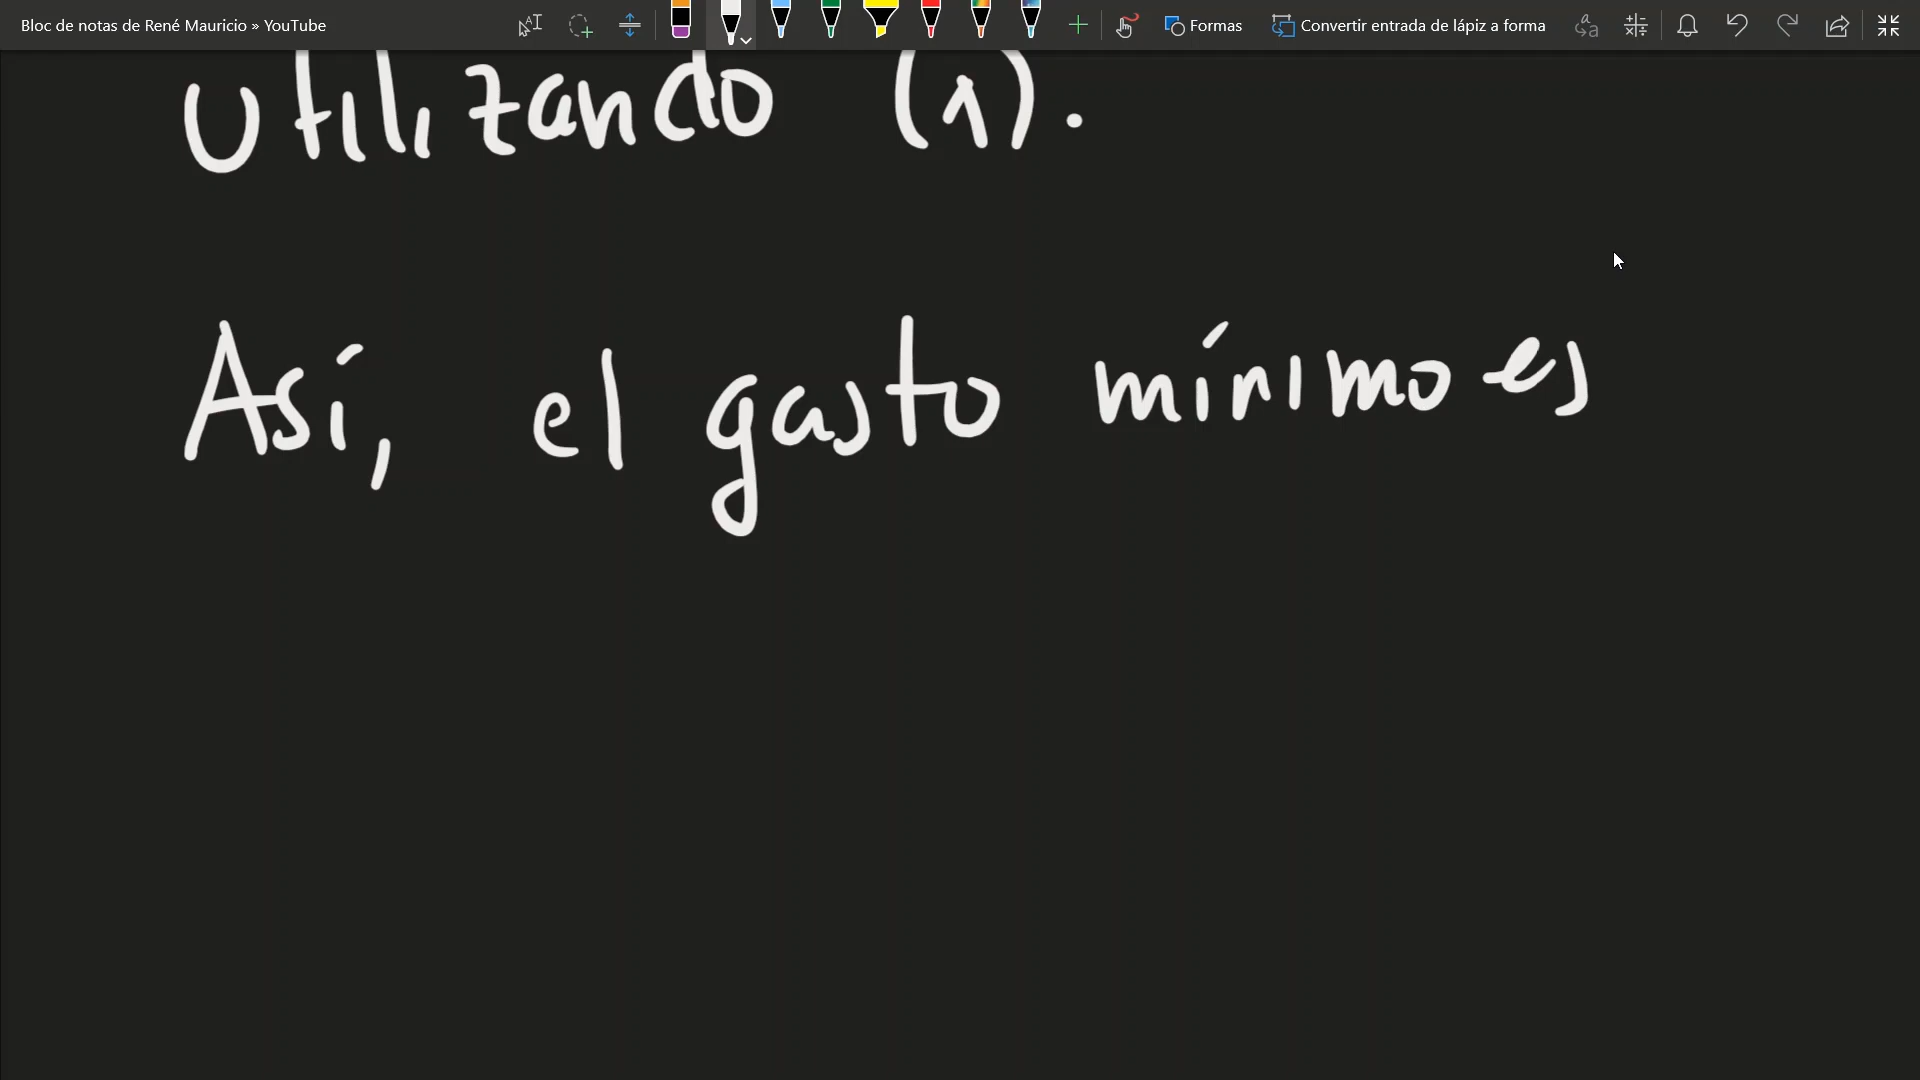 Bloc de notas de René Mauricio » YouTube
Formas
Convertir entrada de lápiz a forma
utilizando (1).
Así, el gasto mínimo es